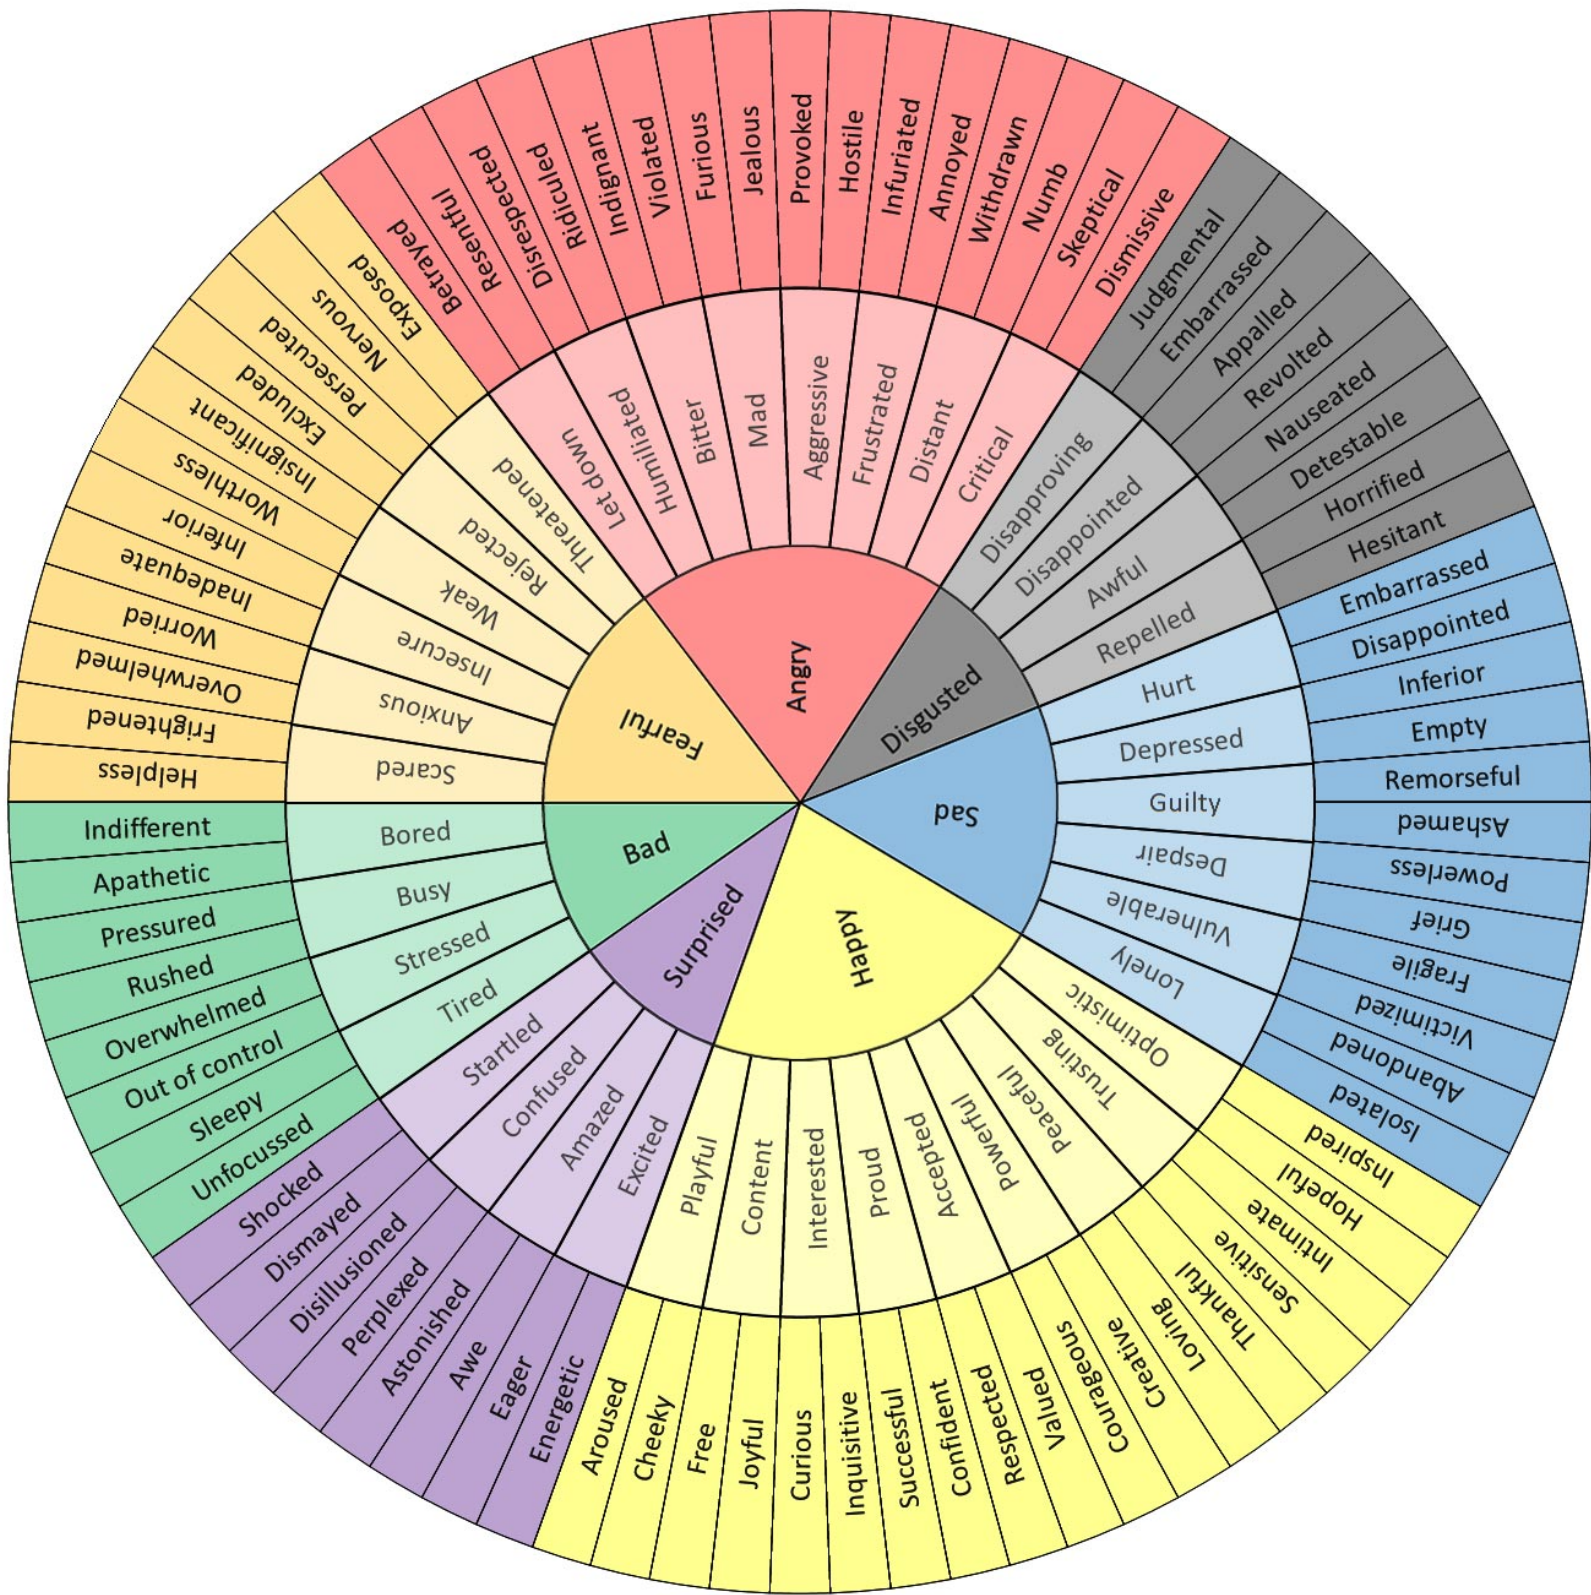 Angry
Disgusted
Sad
Happy
Surprised
Bad
Fearful
Let down
Humiliated
Bitter
Mad
Aggressive
Frustrated
Distant
Critical
Disapproving
Disappointed
Awful
Repelled
Hurt
Depressed
Guilty
Despair
Vulnerable
Lonely
Optimistic
Trusting
Peaceful
Powerful
Accepted
Proud
Interested
Content
Playful
Excited
Amazed
Confused
Startled
Tired
Stressed
Busy
Bored
Scared
Anxious
Insecure
Weak
Rejected
Threatened
Betrayed
Resentful
Disrespected
Ridiculed
Indignant
Violated
Furious
Jealous
Provoked
Hostile
Infuriated
Annoyed
Withdrawn
Numb
Skeptical
Dismissive
Judgmental
Embarrassed
Appalled
Revolted
Nauseated
Detestable
Horrified
Hesitant
Embarrassed
Disappointed
Inferior
Empty
Remorseful
Ashamed
Powerless
Grief
Fragile
Victimized
Abandoned
Isolated
Inspired
Hopeful
Intimate
Sensitive
Thankful
Loving
Creative
Courageous
Valued
Respected
Confident
Successful
Inquisitive
Curious
Joyful
Free
Cheeky
Aroused
Energetic
Eager
Awe
Astonished
Perplexed
Disillusioned
Dismayed
Shocked
Unfocussed
Sleepy
Out of control
Overwhelmed
Rushed
Pressured
Apathetic
Indifferent
Helpless
Frightened
Overwhelmed
Worried
Inadequate
Inferior
Worthless
Insignificant
Excluded
Persecuted
Nervous
Exposed